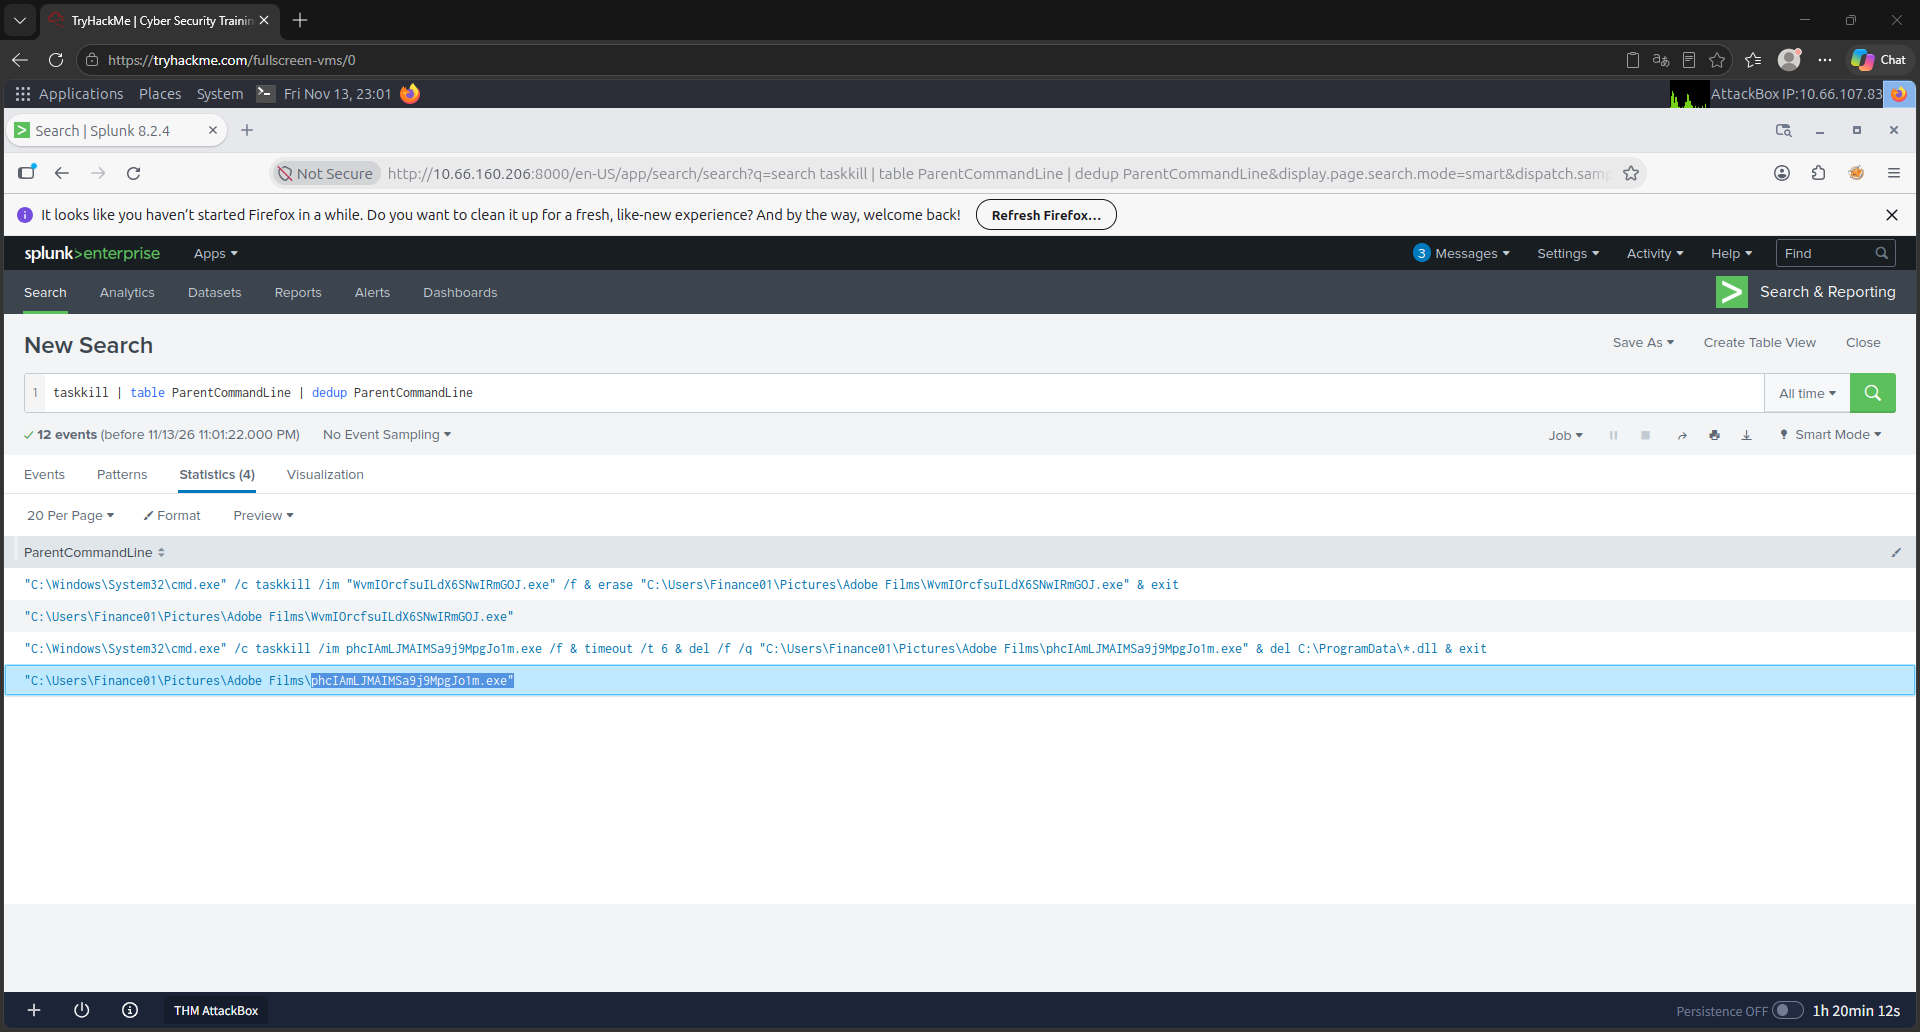 TryHackMe | Cyber Security Trainin
https://tryhackme.com/fullscreen-vms/0
Chat
Applications Places System Fri Nov 13, 23:01 AttackBox IP:10.66.107.83
Search | Splunk 8.2.4
Not Secure http://10.66.160.206:8000/en-US/app/search/search?q=search taskkill | table ParentCommandLine | dedup ParentCommandLine&display.page.search.mode=smart&dispatch.samp
It looks like you haven't started Firefox in a while. Do you want to clean it up for a fresh, like-new experience? And by the way, welcome back! Refresh Firefox...
splunk>enterprise Apps 3 Messages Settings Activity Help Find
Search Analytics Datasets Reports Alerts Dashboards Search & Reporting
New Search Save As Create Table View Close
1 taskkill | table ParentCommandLine | dedup ParentCommandLine All time
12 events (before 11/13/26 11:01:22.000 PM) No Event Sampling Job Smart Mode
Events Patterns Statistics (4) Visualization
20 Per Page Format Preview
ParentCommandLine
"C:\Windows\System32\cmd.exe" /c taskkill /im "WvmIOrcfsuILdX6SNwIRmGOJ.exe" /f & erase "C:\Users\Finance01\Pictures\Adobe Films\WvmIOrcfsuILdX6SNwIRmGOJ.exe" & exit
"C:\Users\Finance01\Pictures\Adobe Films\WvmIOrcfsuILdX6SNwIRmGOJ.exe"
"C:\Windows\System32\cmd.exe" /c taskkill /im phcIAmLJMAIMSa9j9MpgJo1m.exe /f & timeout /t 6 & del /f /q "C:\Users\Finance01\Pictures\Adobe Films\phcIAmLJMAIMSa9j9MpgJo1m.exe" & del C:\ProgramData\*.dll & exit
"C:\Users\Finance01\Pictures\Adobe Films\phcIAmLJMAIMSa9j9MpgJo1m.exe"
THM AttackBox Persistence OFF 1h 20min 12s